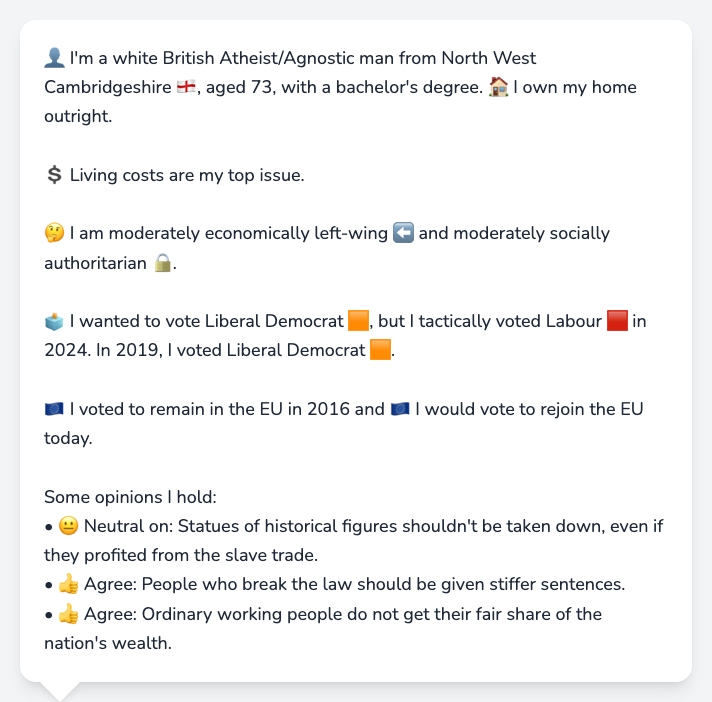 👤 I'm a white British Atheist/Agnostic man from North West
Cambridgeshire 🏴󠁧󠁢󠁥󠁮󠁧󠁿, aged 73, with a bachelor's degree. 🏠 I own my home
outright.
💲 Living costs are my top issue.
🤔 I am moderately economically left-wing ⬅️ and moderately socially
authoritarian 🔒.
🗳️ I wanted to vote Liberal Democrat 🟧, but I tactically voted Labour 🟥 in
2024. In 2019, I voted Liberal Democrat 🟧.
🇪🇺 I voted to remain in the EU in 2016 and 🇪🇺 I would vote to rejoin the EU
today.
Some opinions I hold:
• 😐 Neutral on: Statues of historical figures shouldn't be taken down, even if
they profited from the slave trade.
• 👍 Agree: People who break the law should be given stiffer sentences.
• 👍 Agree: Ordinary working people do not get their fair share of the
nation's wealth.